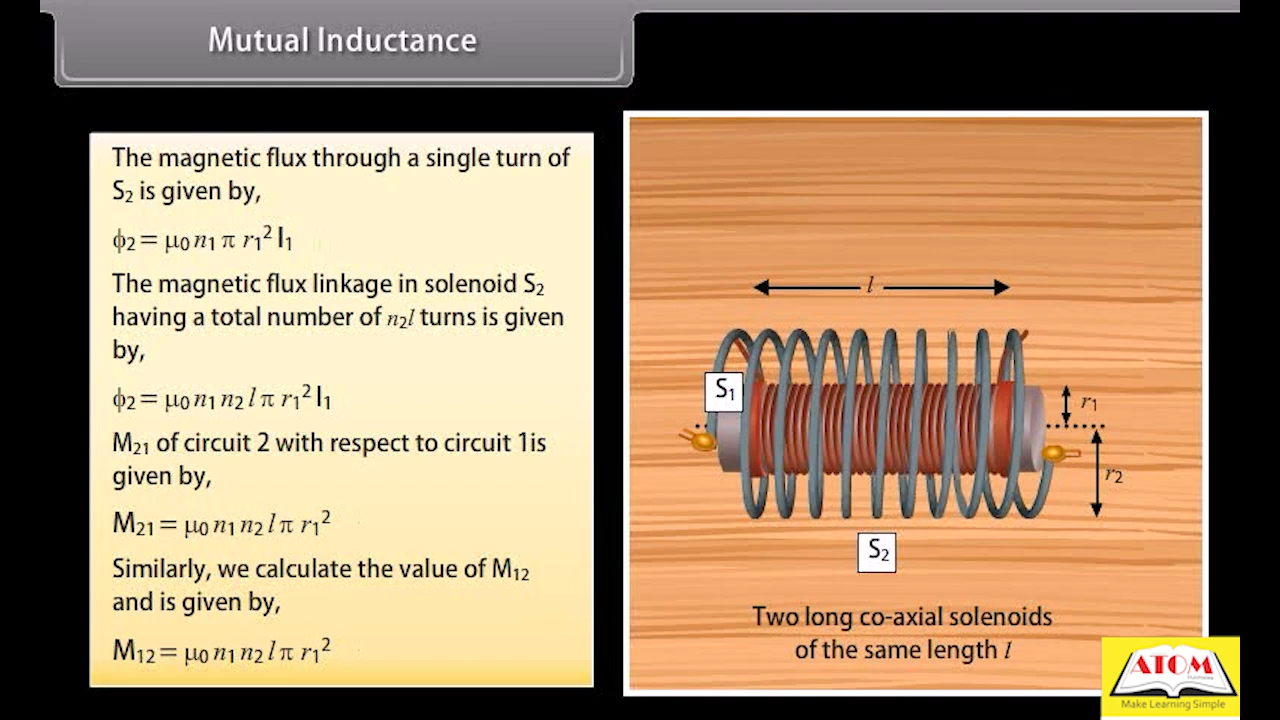 Mutual Inductance
The magnetic flux through a single turn of
S₂ is given by,
ϕ₂ = μ₀ n₁ π r₁² I₁
The magnetic flux linkage in solenoid S₂
having a total number of n₂l turns is given
by,
ϕ₂ = μ₀ n₁ n₂ l π r₁² I₁
M₂₁ of circuit 2 with respect to circuit 1is
given by,
M₂₁ = μ₀ n₁ n₂ l π r₁²
Similarly, we calculate the value of M₁₂
and is given by,
M₁₂ = μ₀ n₁ n₂ l π r₁²
l
S₁
r₁
r₂
S₂
Two long co-axial solenoids
of the same length l
ATOM
Make Learning Simple